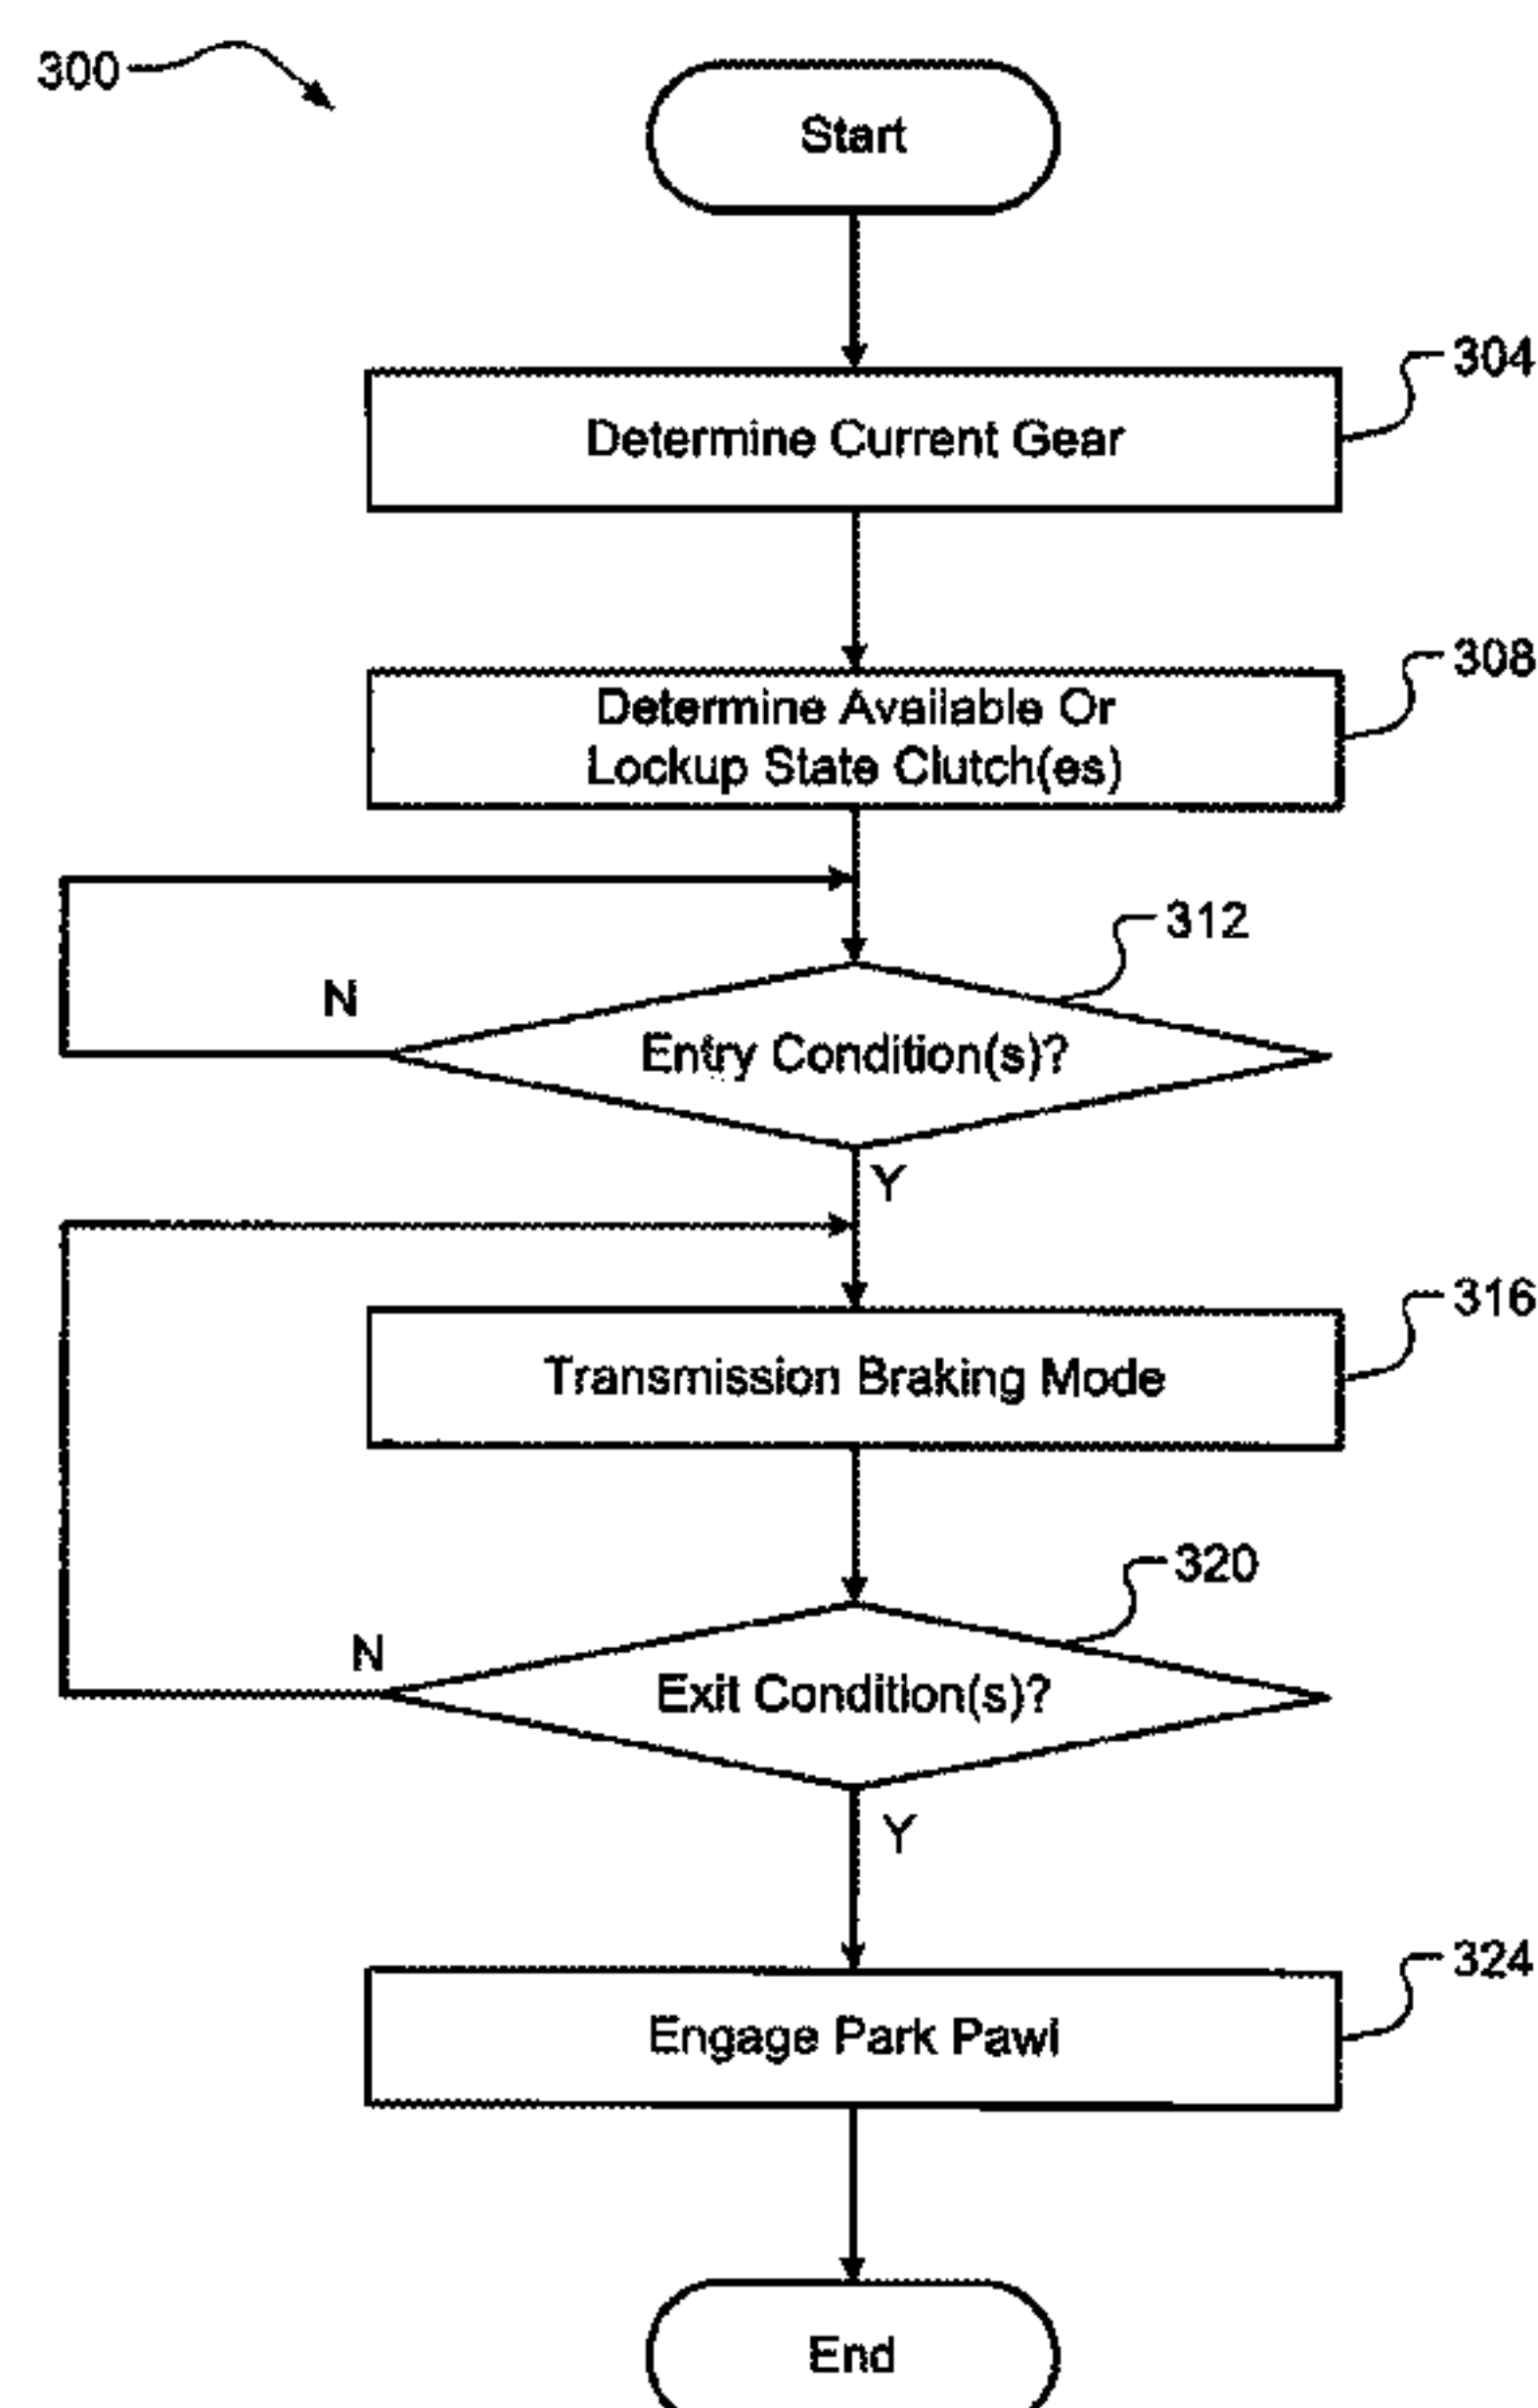 300
Start
304
Determine Current Gear
308
Determine Available Or
Lockup State Clutch(es)
312
N
Entry Condition(s)?
Y
316
Transmission Braking Mode
320
N
Exit Condition(s)?
Y
324
Engage Park Pawl
End